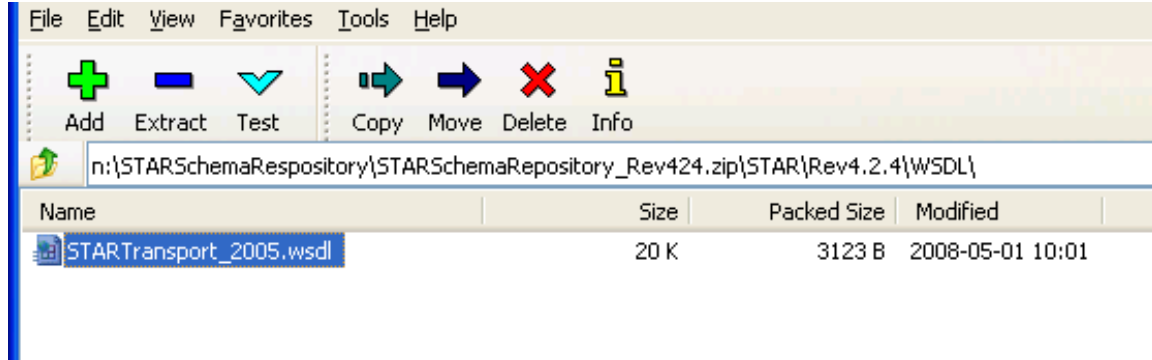 File Edit View Favorites Tools Help
Add Extract Test Copy Move Delete Info
n:\STARSchemaRespository\STARSchemaRepository_Rev424.zip\STAR\Rev4.2.4\WSDL\
Name Size Packed Size Modified
STARTransport_2005.wsdl 20 K 3123 B 2008-05-01 10:01